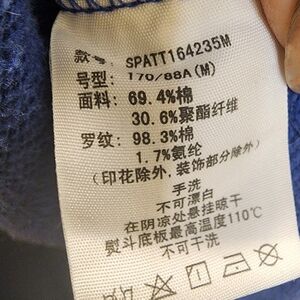 款号: SPATT164235M
号型: 170/88A(M)
面料: 69.4%棉
30.6%聚酯纤维
罗纹: 98.3%棉
1.7%氨纶
(印花除外,装饰部分除外)
手洗
不可漂白
在阴凉处悬挂晾干
熨斗底板最高温度110℃
不可干洗